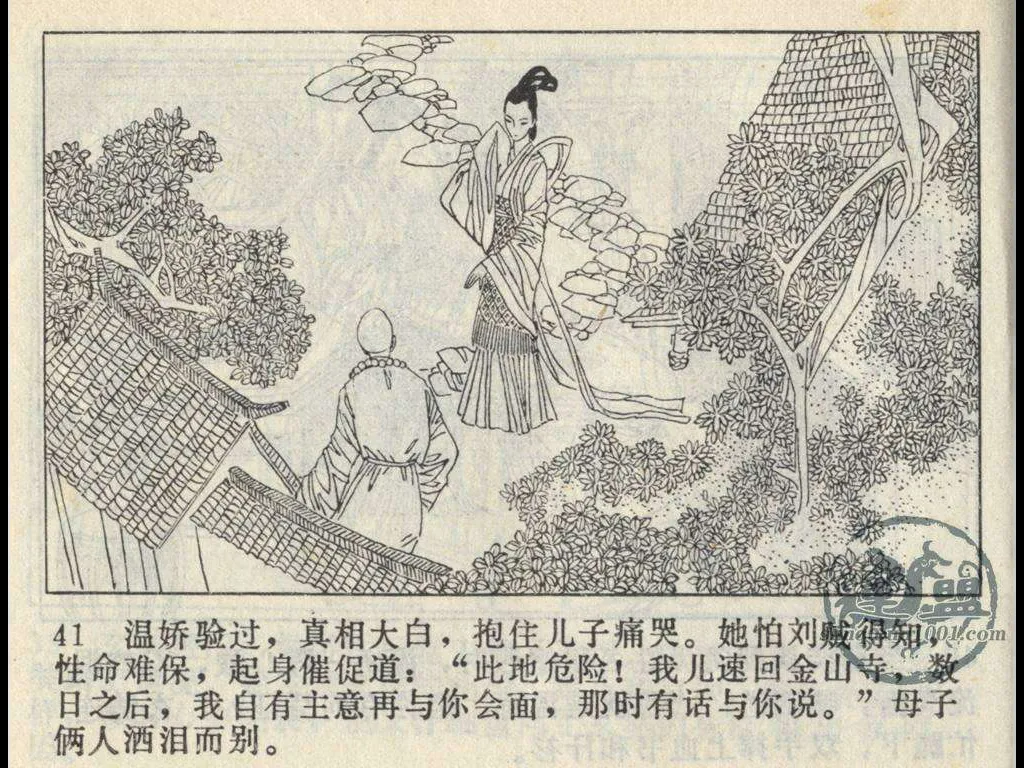 41 温娇验过，真相大白，抱住儿子痛哭。她怕刘贼得知，
性命难保，起身催促道：“此地危险！我儿速回金山寺，数
日之后，我自有主意再与你会面，那时有话与你说。”母子
俩人洒泪而别。